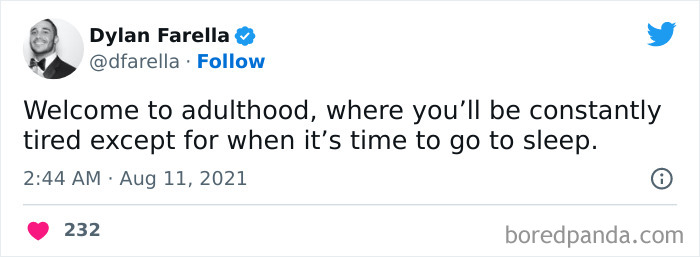 Dylan Farella
@dfarella · Follow
Welcome to adulthood, where you’ll be constantly
tired except for when it’s time to go to sleep.
2:44 AM · Aug 11, 2021
232
boredpanda.com